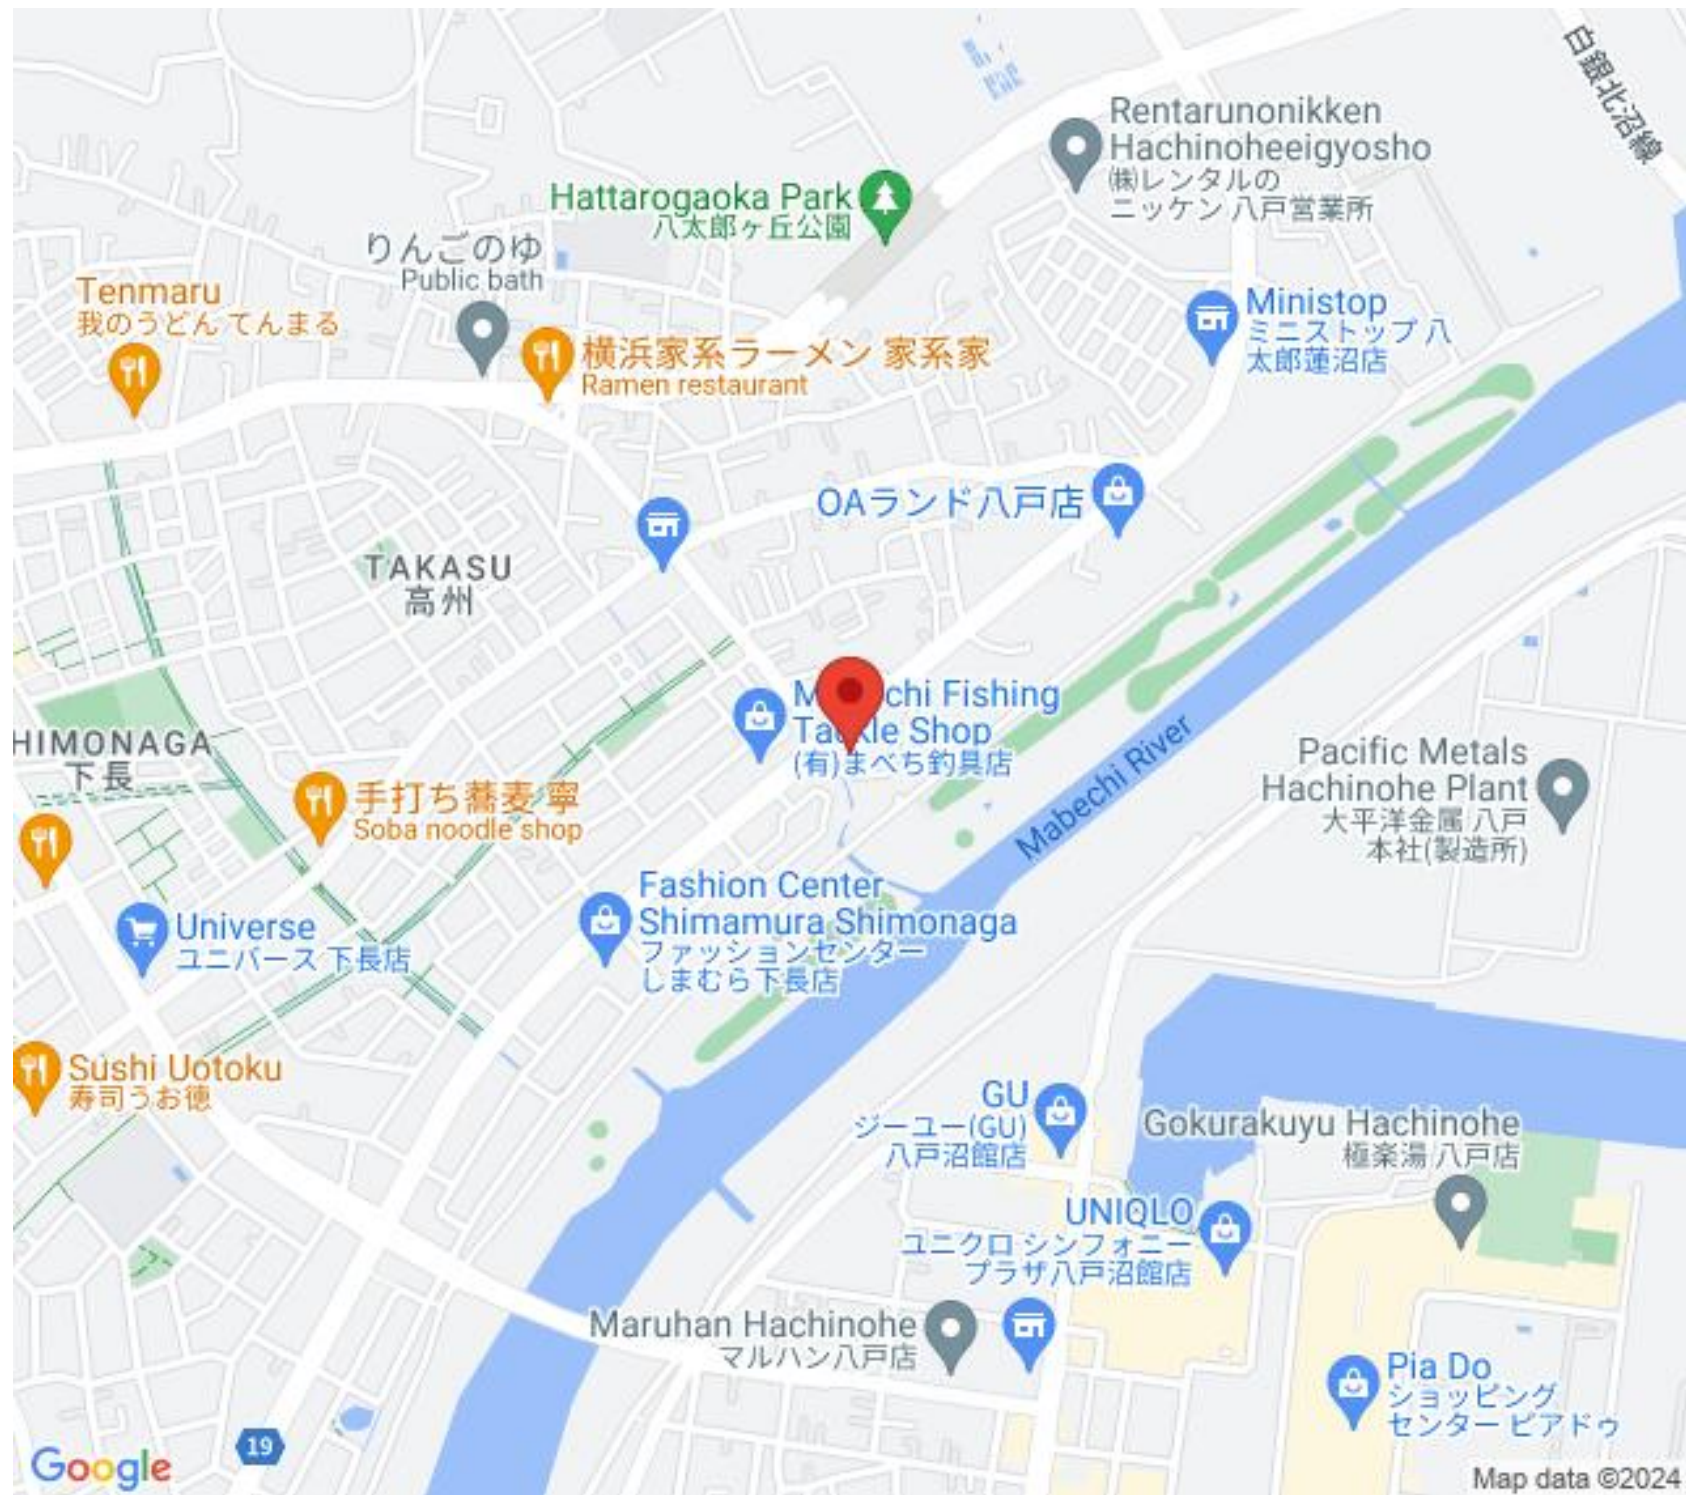 白銀北沼線
Rentarunonikken
Hachinoheeigyosho
㈱レンタルの
ニッケン 八戸営業所
Hattarogaoka Park
八太郎ヶ丘公園
りんごのゆ
Public bath
Tenmaru
我のうどん てんまる
Ministop
ミニストップ 八
太郎蓮沼店
横浜家系ラーメン 家系家
Ramen restaurant
OAランド八戸店
TAKASU
高州
chi Fishing
Shop
(有)まべち釣具店
HIMONAGA
下長
Mabechi River
Pacific Metals
Hachinohe Plant
大平洋金属 八戸
本社(製造所)
手打ち蕎麦 寧
Soba noodle shop
Fashion Center
Shimamura Shimonaga
ファッションセンター
しまむら下長店
Universe
ユニバース 下長店
Sushi Uotoku
寿司うお徳
GU
ジーユー(GU)
八戸沼館店
Gokurakuyu Hachinohe
極楽湯 八戸店
UNIQLO
ユニクロ シンフォニー
プラザ八戸沼館店
Maruhan Hachinohe
マルハン八戸店
Pia Do
ショッピング
センター ピアドゥ
19
Google
Map data ©2024